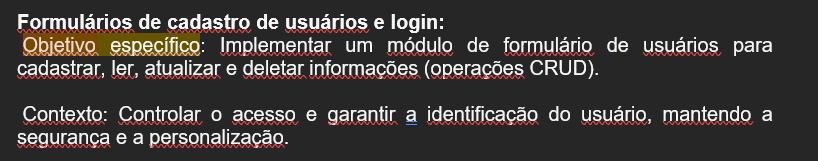 Formulários de cadastro de usuários e login:
Objetivo específico: Implementar um módulo de formulário de usuários para
cadastrar, ler, atualizar e deletar informações (operações CRUD).
Contexto: Controlar o acesso e garantir a identificação do usuário, mantendo a
segurança e a personalização.